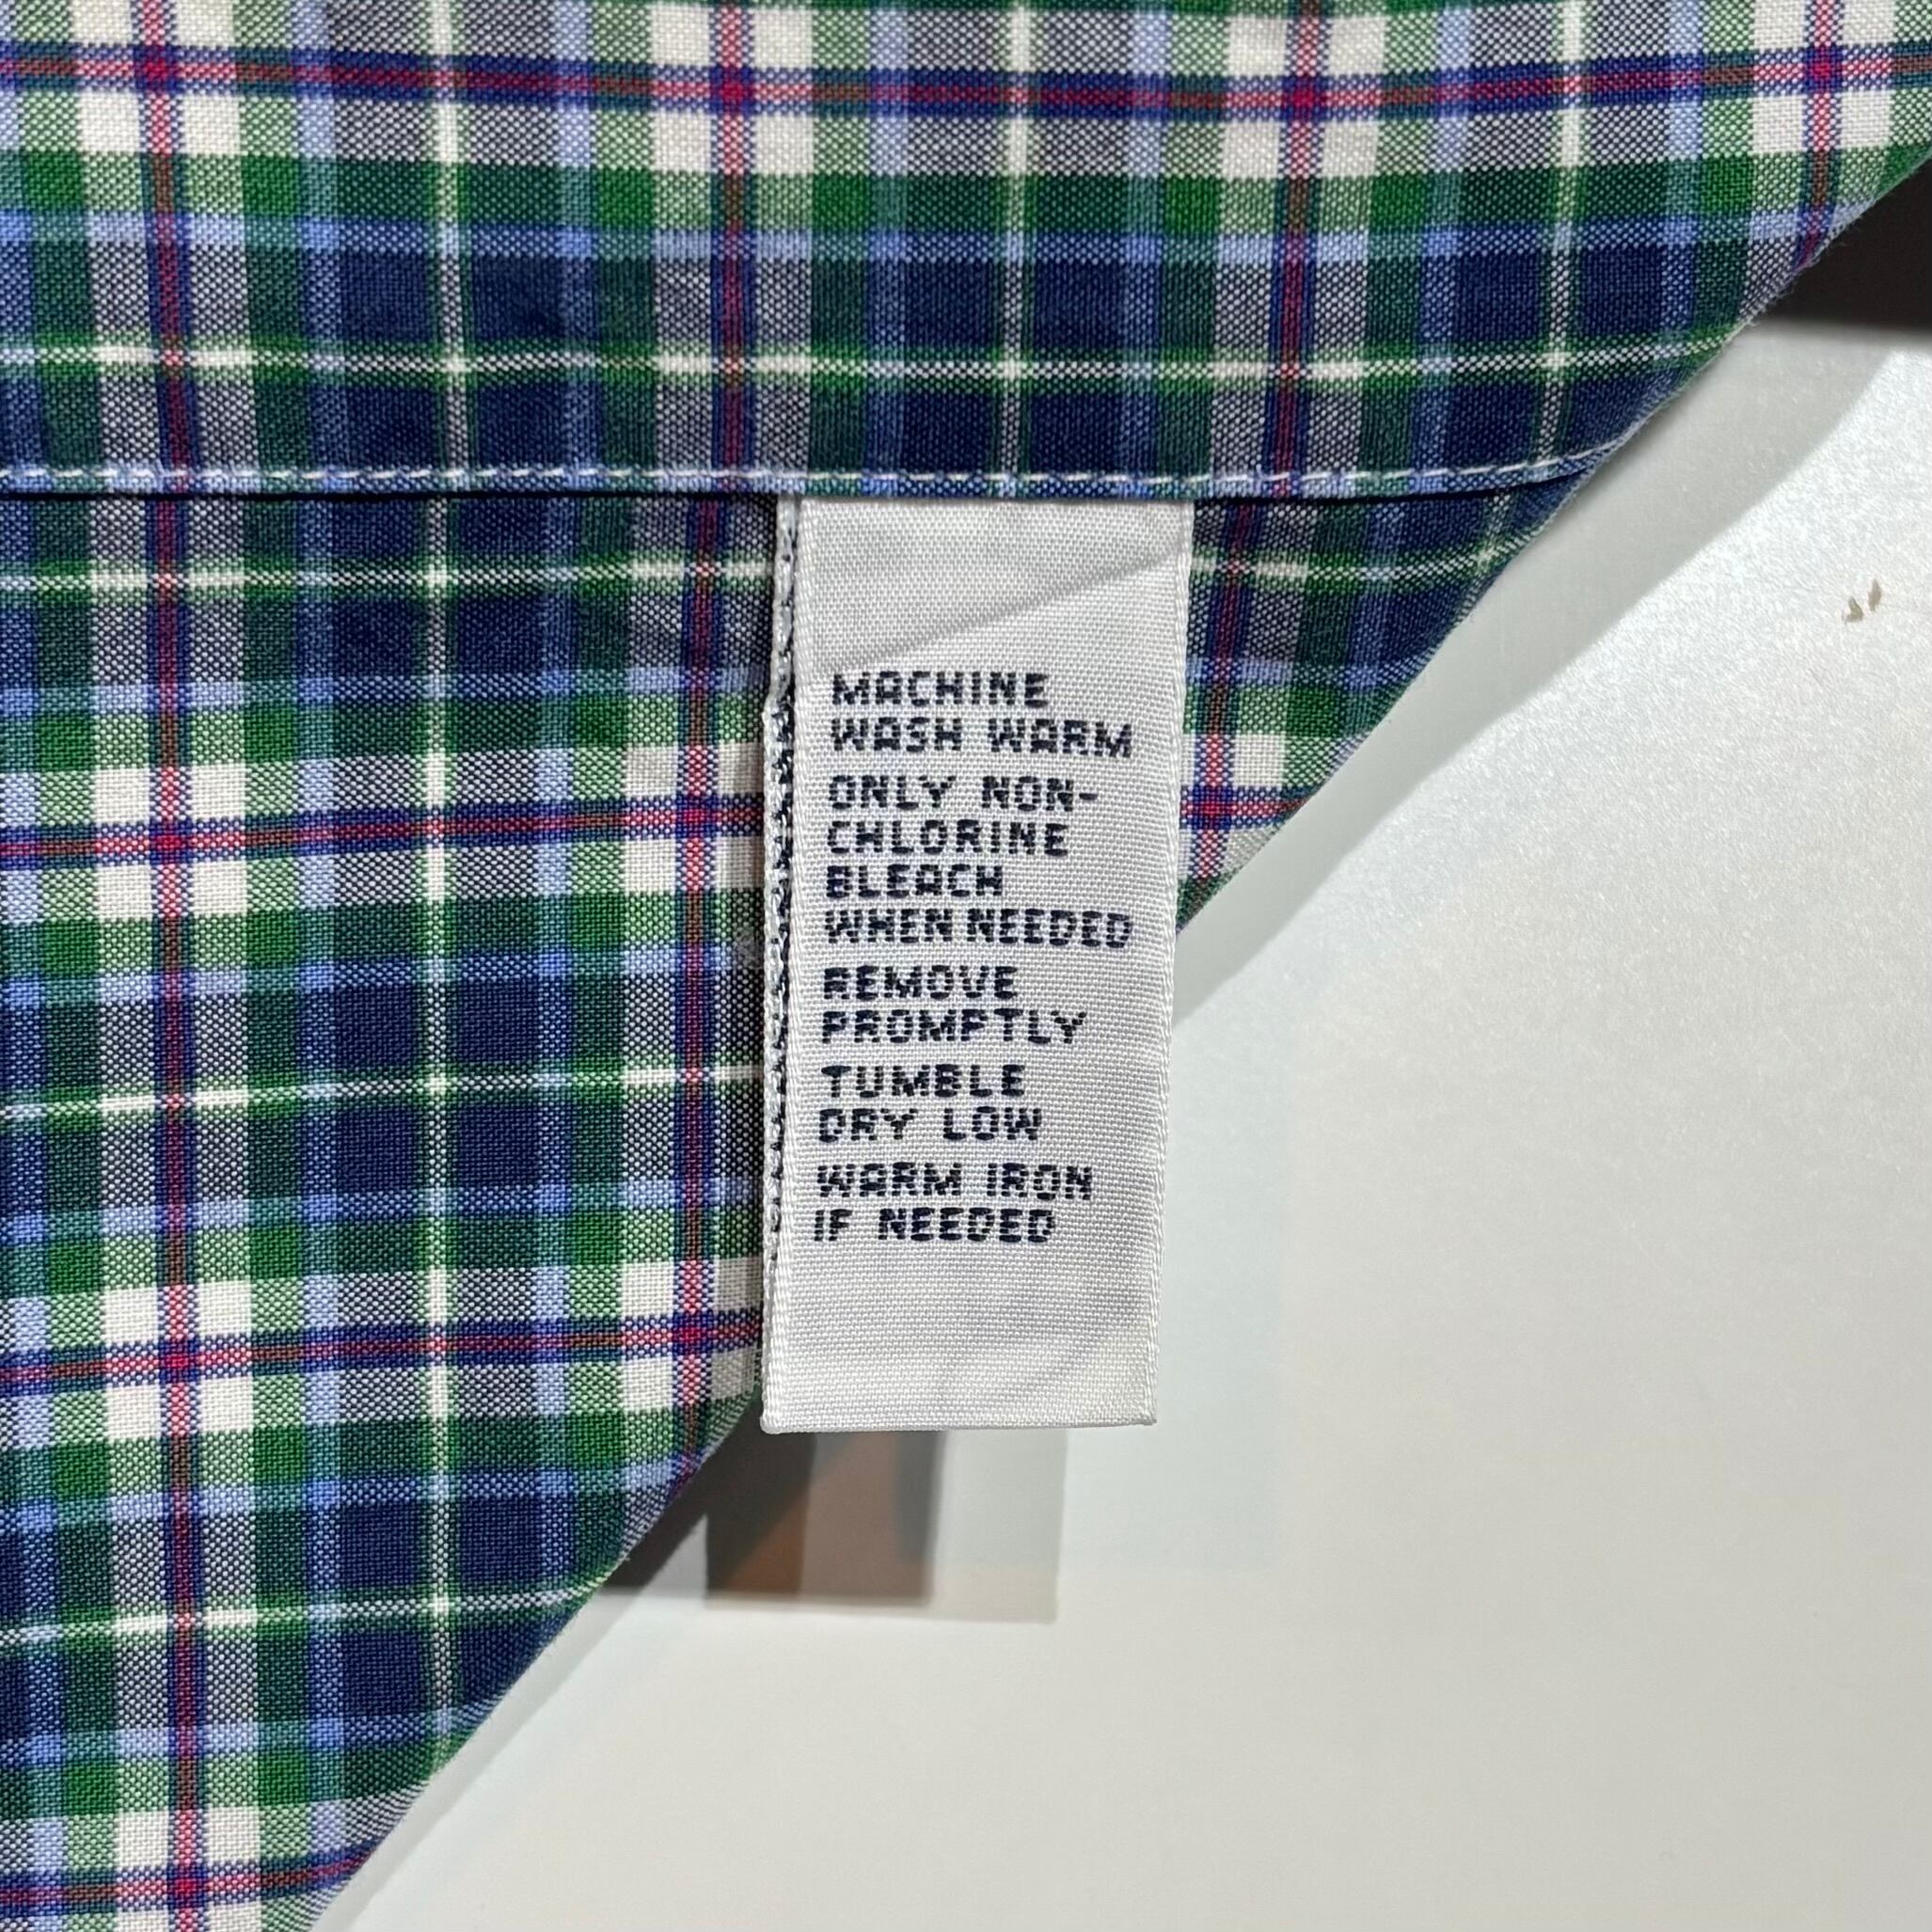 MACHINE
WASH WARM
ONLY NON-
CHLORINE
BLEACH
WHEN NEEDED
REMOVE
PROMPTLY
TUMBLE
DRY LOW
WARM IRON
IF NEEDED